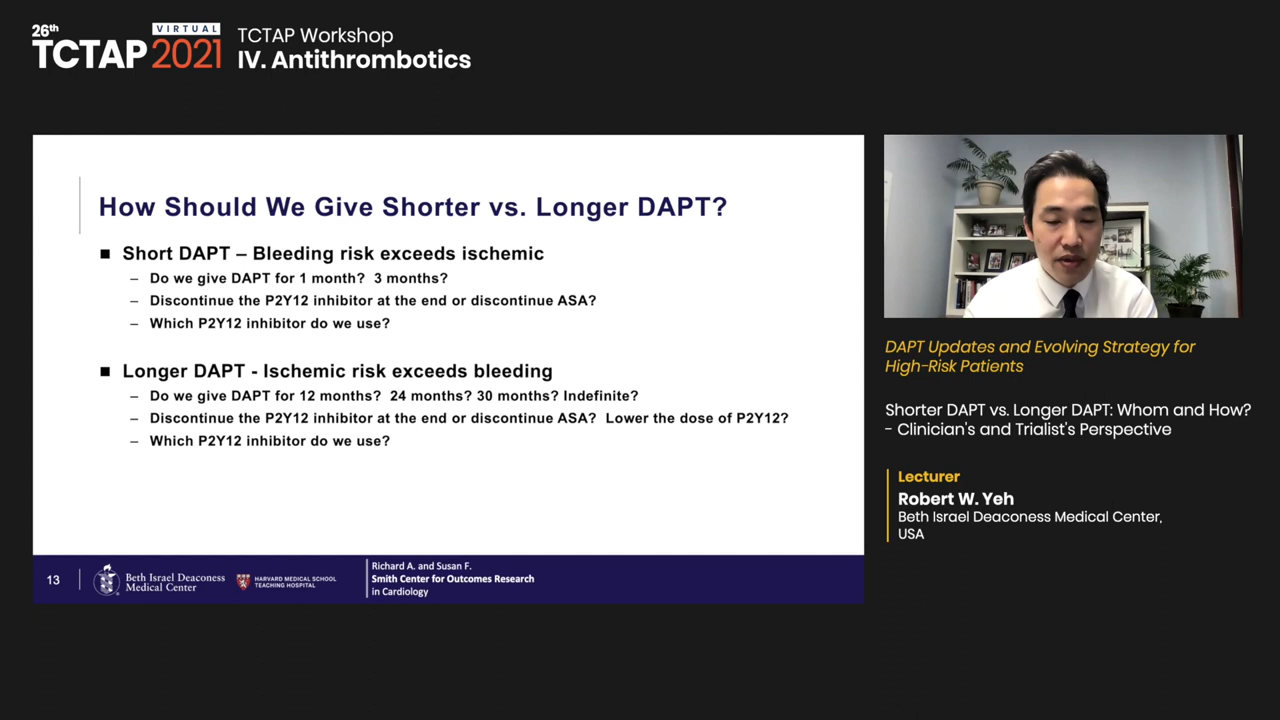 26th
VIRTUAL
TCTAP 2021
TCTAP Workshop
IV. Antithrombotics
How Should We Give Shorter vs. Longer DAPT?
■ Short DAPT – Bleeding risk exceeds ischemic
– Do we give DAPT for 1 month? 3 months?
– Discontinue the P2Y12 inhibitor at the end or discontinue ASA?
– Which P2Y12 inhibitor do we use?
■ Longer DAPT - Ischemic risk exceeds bleeding
– Do we give DAPT for 12 months? 24 months? 30 months? Indefinite?
– Discontinue the P2Y12 inhibitor at the end or discontinue ASA? Lower the dose of P2Y12?
– Which P2Y12 inhibitor do we use?
13
Beth Israel Deaconess
Medical Center
HARVARD MEDICAL SCHOOL
TEACHING HOSPITAL
Richard A. and Susan F.
Smith Center for Outcomes Research
in Cardiology
DAPT Updates and Evolving Strategy for
High-Risk Patients
Shorter DAPT vs. Longer DAPT: Whom and How?
- Clinician's and Trialist's Perspective
Lecturer
Robert W. Yeh
Beth Israel Deaconess Medical Center,
USA